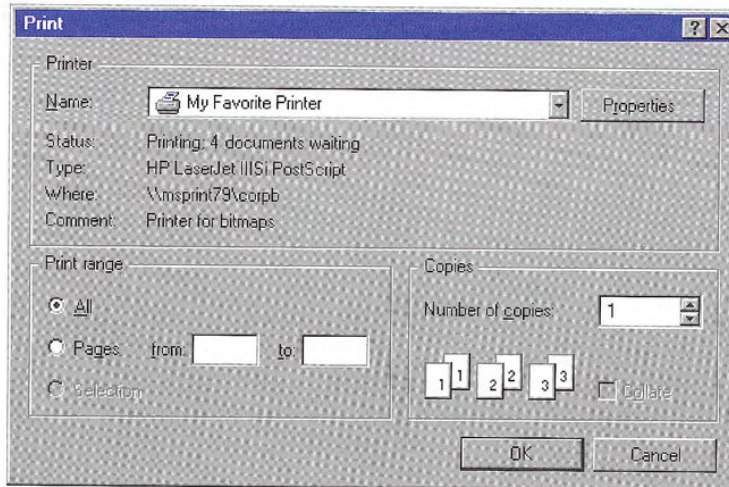 Print
Printer
Name: My Favorite Printer Properties
Status: Printing; 4 documents waiting
Type: HP LaserJet IIISi PostScript
Where: \\msprint79\corpb
Comment: Printer for bitmaps
Print range
All
Pages from: to:
Selection
Copies
Number of copies: 1
1 1 2 2 3 3
Collate
OK Cancel